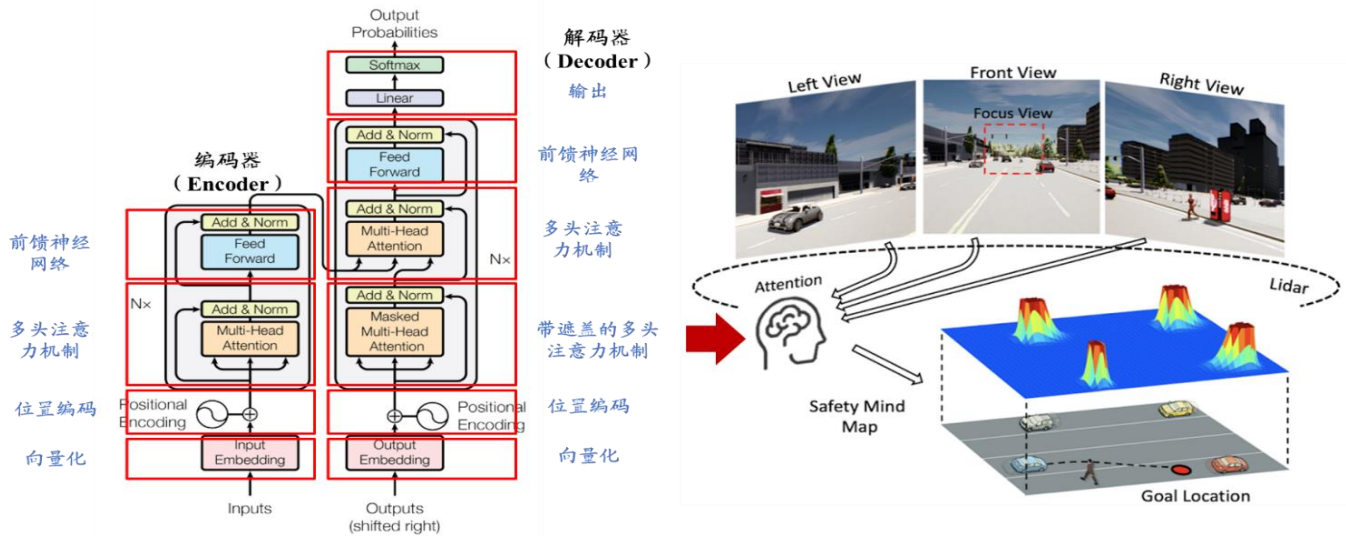 Output
Probabilities
Softmax
Linear
Add & Norm
Feed
Forward
Add & Norm
Multi-Head
Attention
N×
Add & Norm
Masked
Multi-Head
Attention
Positional
Encoding
Output
Embedding
Outputs
(shifted right)
解码器
（Decoder）
输出
前馈神经网
络
多头注意
力机制
带遮盖的多头
注意力机制
位置编码
向量化
编码器
（Encoder）
Add & Norm
Feed
Forward
N×
Add & Norm
Multi-Head
Attention
Positional
Encoding
Input
Embedding
Inputs
前馈神经
网络
多头注意
力机制
位置编码
向量化
Left View
Front View
Right View
Focus View
Attention
Lidar
Safety Mind
Map
Goal Location